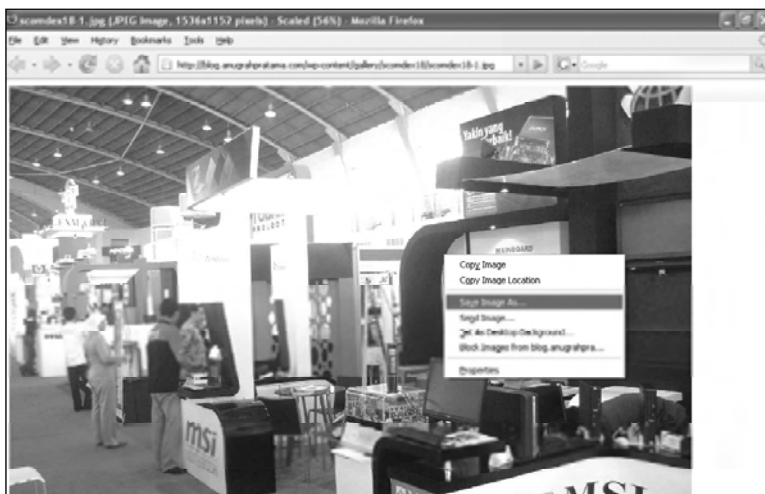 scomdex18-1.jpg (JPEG Image, 1536x1152 pixels) - Scaled (56%) - Mozilla Firefox
File Edit View History Bookmarks Tools Help
http://blog.anugrahpratama.com/wp-content/gallery/scomdex18/scomdex18-1.jpg
Google
Yakin yang
MAINBOARD
Copy Image
Copy Image Location
Save Image As...
Send Image...
Set As Desktop Background...
Block Images from blog.anugrahpra...
Properties
msi
MSI